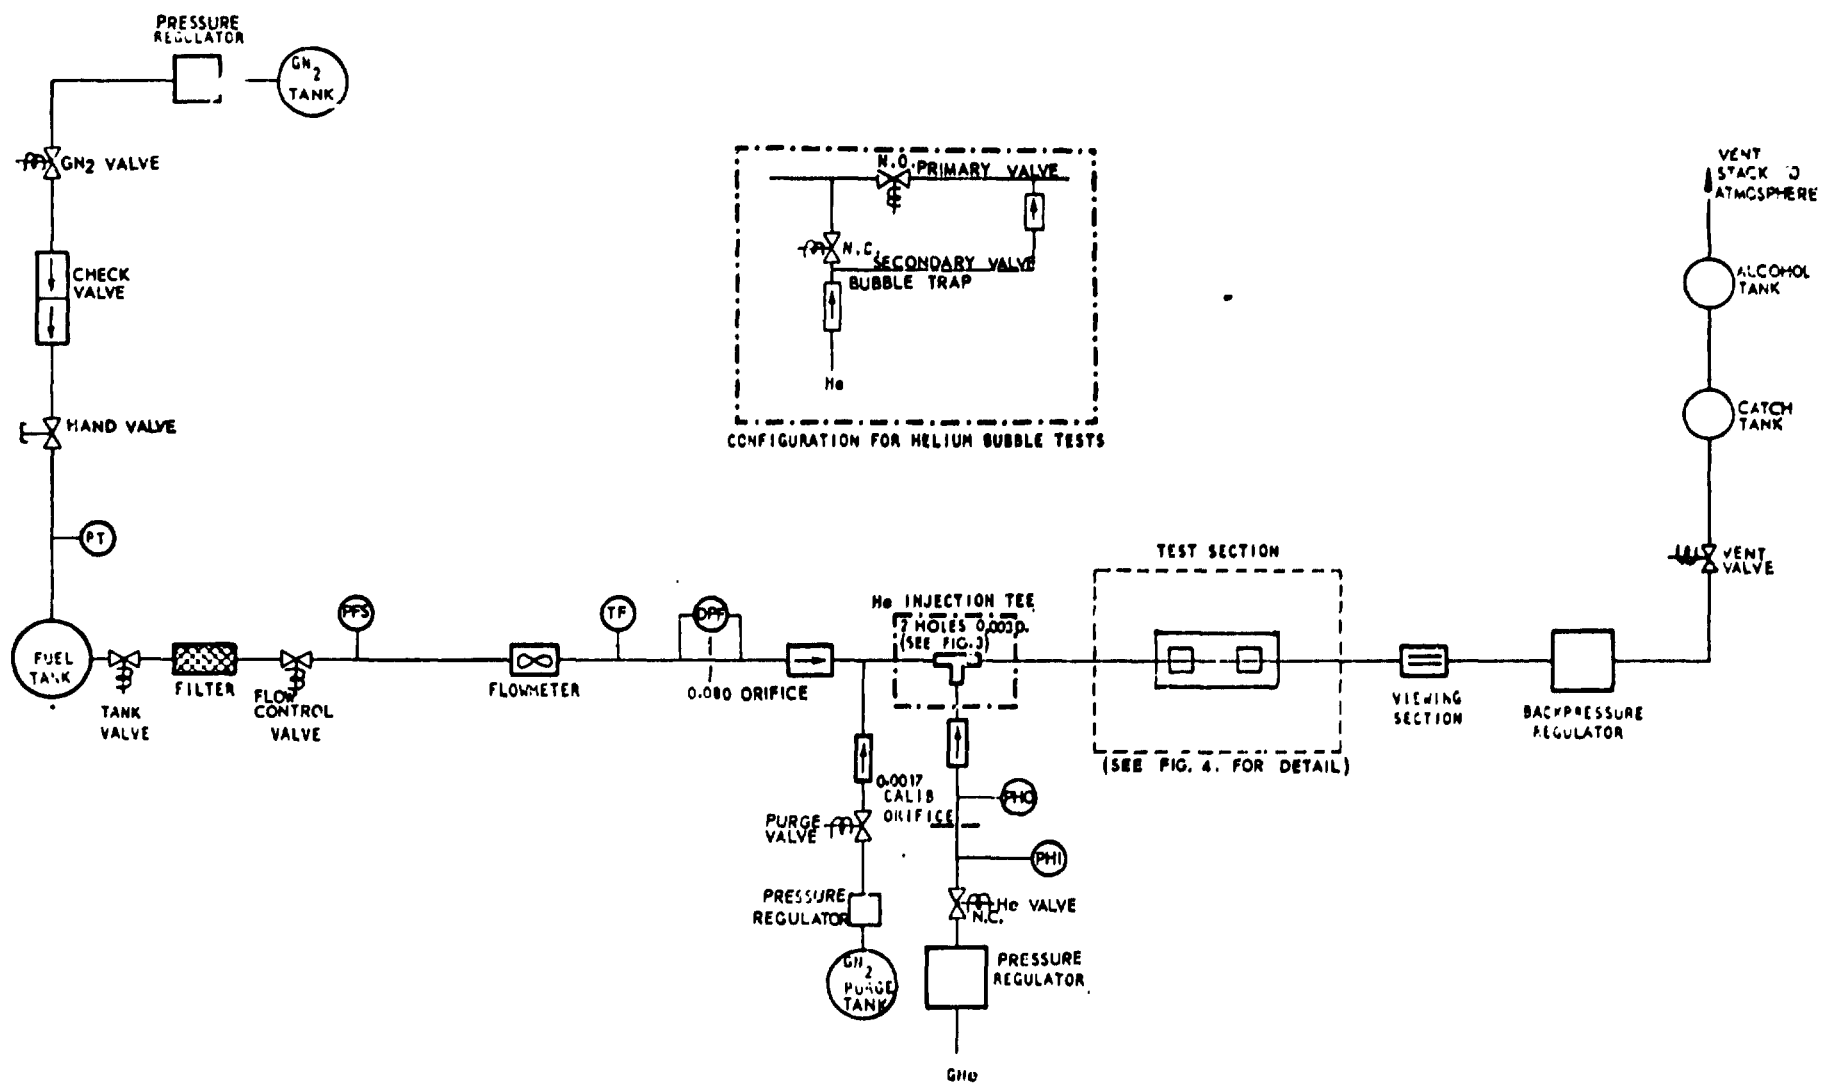 PRESSURE
REGULATOR
GN2
TANK
GN2 VALVE
CHECK
VALVE
HAND VALVE
PT
FUEL
TANK
TANK
VALVE
FILTER
FLOW
CONTROL
VALVE
PFS
FLOWMETER
TF
DPF
0.080 ORIFICE
N.O.
PRIMARY VALVE
N.C.
SECONDARY VALVE
BUBBLE TRAP
He
CONFIGURATION FOR HELIUM BUBBLE TESTS
He INJECTION TEE
2 HOLES 0.003D.
(SEE FIG. 3)
0.0017
CALIB
ORIFICE
PHO
PHI
PURGE
VALVE
PRESSURE
REGULATOR
GN2
PURGE
TANK
He VALVE
N.C.
PRESSURE
REGULATOR
GHe
TEST SECTION
(SEE FIG. 4. FOR DETAIL)
VIEWING
SECTION
BACKPRESSURE
REGULATOR
VENT
STACK TO
ATMOSPHERE
ALCOHOL
TANK
CATCH
TANK
VENT
VALVE